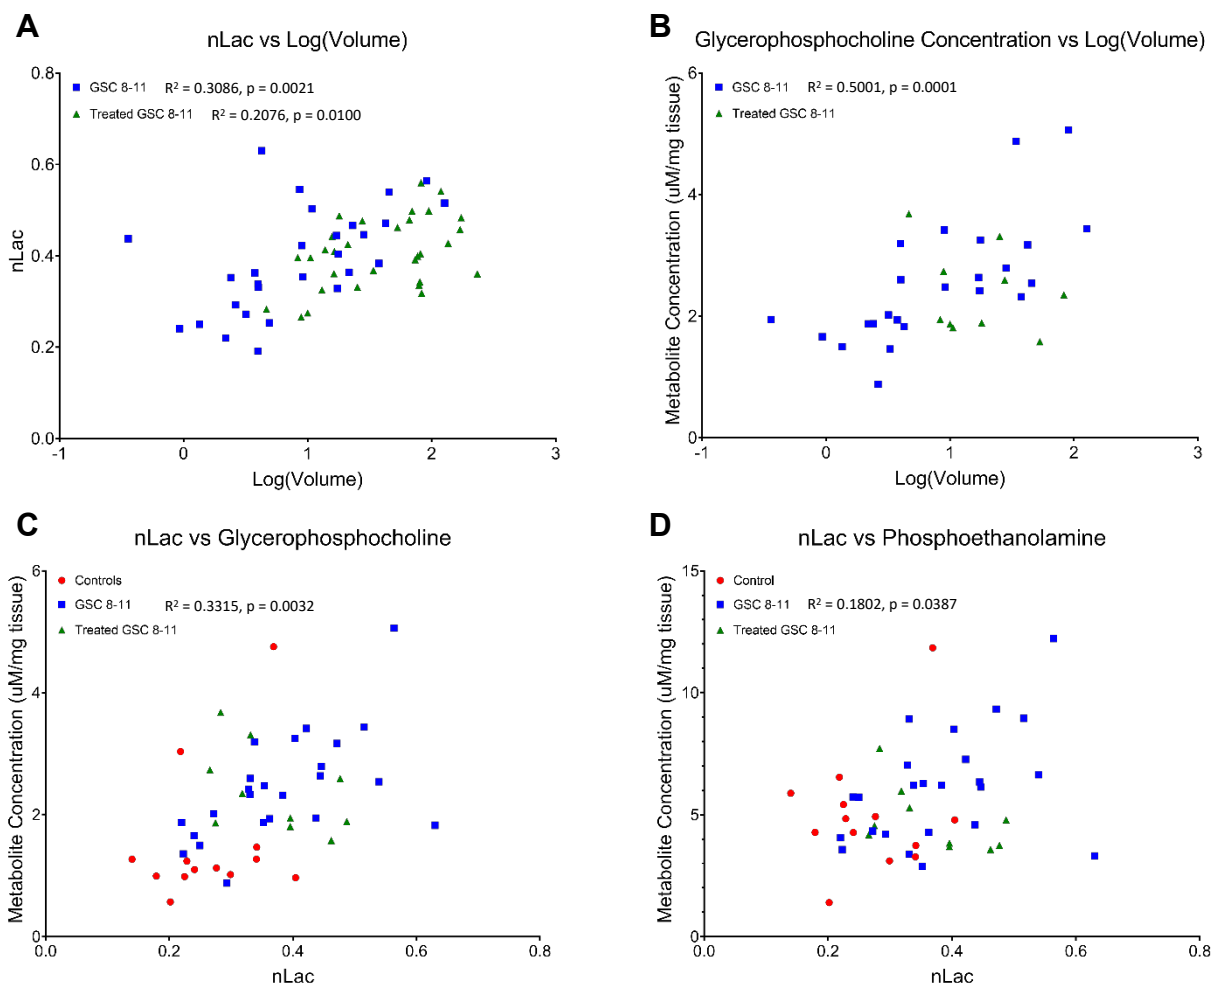 A
nLac vs Log(Volume)
GSC 8-11 R² = 0.3086, p = 0.0021
Treated GSC 8-11 R² = 0.2076, p = 0.0100
nLac
0.8
0.6
0.4
0.2
0.0
-1 0 1 2 3
Log(Volume)
B
Glycerophosphocholine Concentration vs Log(Volume)
GSC 8-11 R² = 0.5001, p = 0.0001
Treated GSC 8-11
Metabolite Concentration (uM/mg tissue)
6
4
2
0
-1 0 1 2 3
Log(Volume)
C
nLac vs Glycerophosphocholine
Controls
GSC 8-11 R² = 0.3315, p = 0.0032
Treated GSC 8-11
Metabolite Concentration (uM/mg tissue)
6
4
2
0
0.0 0.2 0.4 0.6 0.8
nLac
D
nLac vs Phosphoethanolamine
Control
GSC 8-11 R² = 0.1802, p = 0.0387
Treated GSC 8-11
Metabolite Concentration (uM/mg tissue)
15
10
5
0
0.0 0.2 0.4 0.6 0.8
nLac